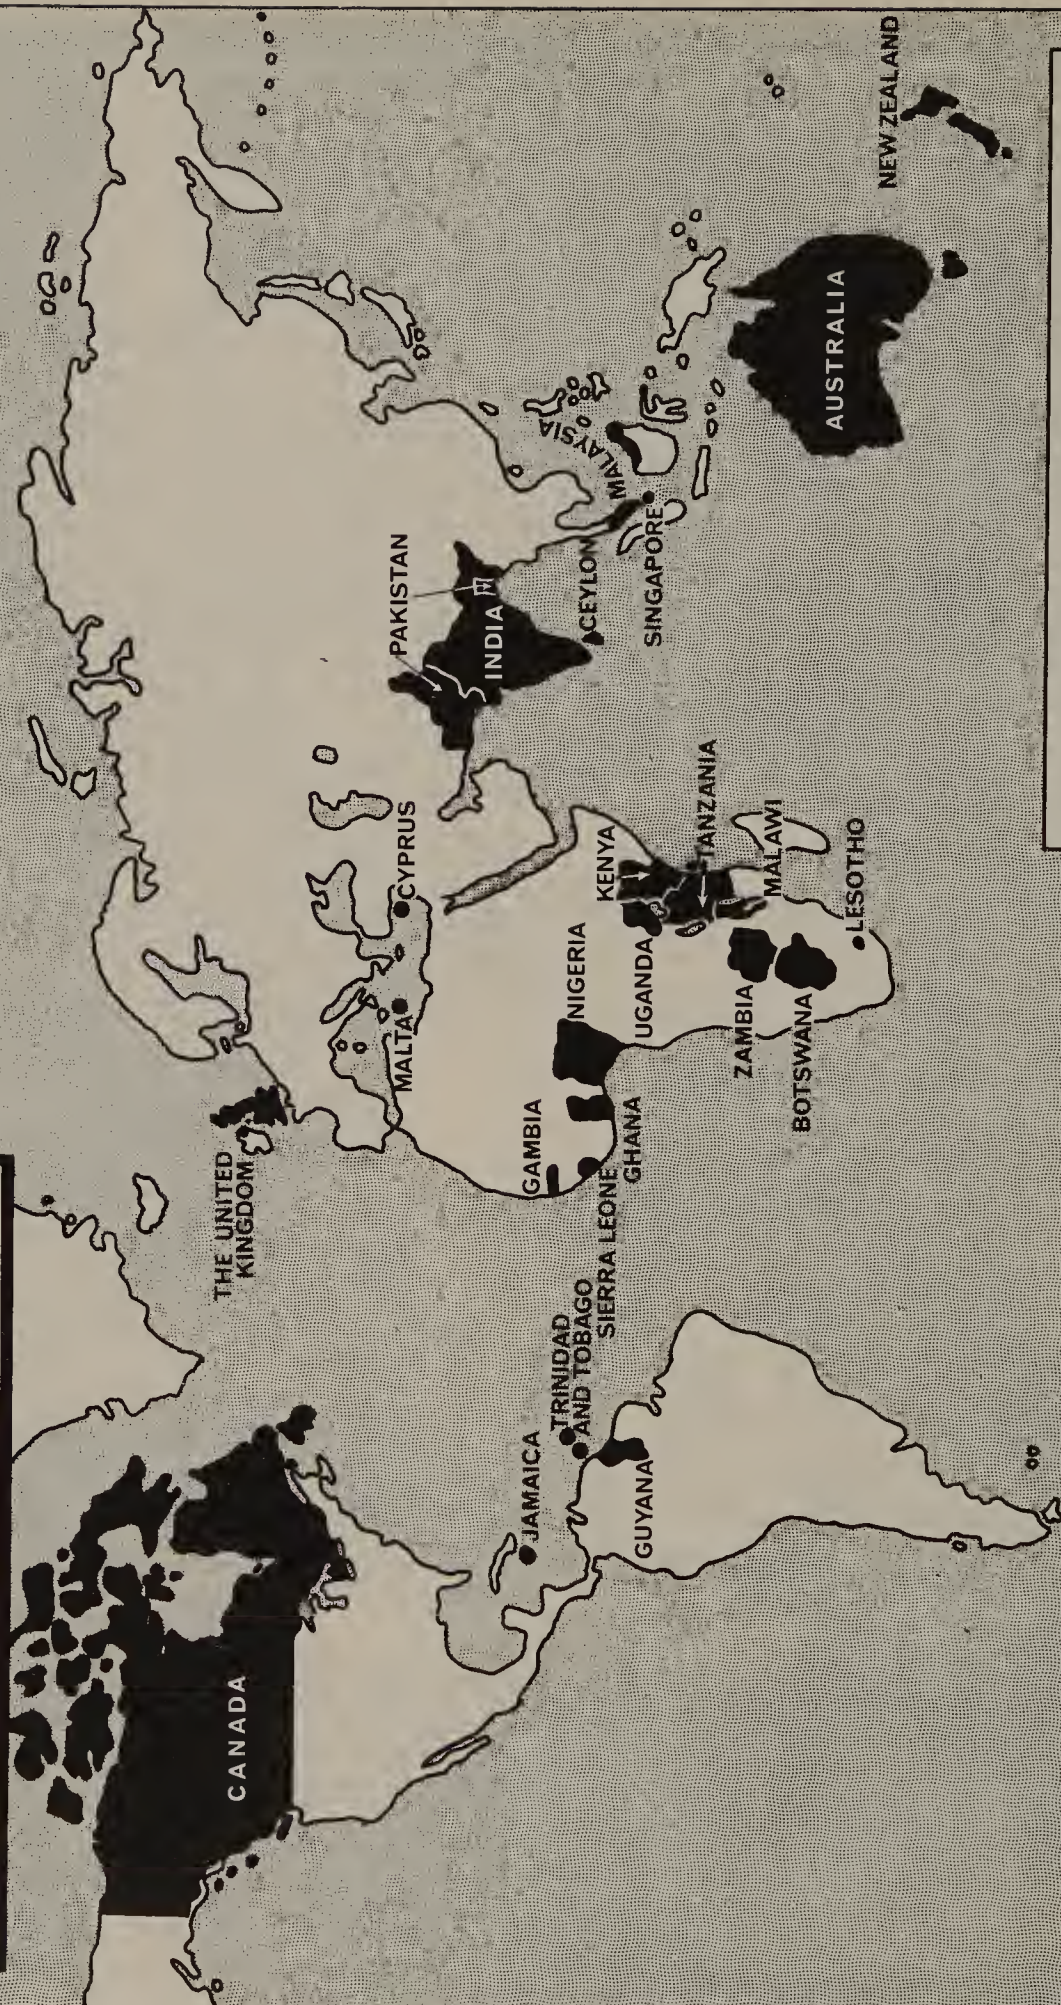 CANADA
THE UNITED
KINGDOM
JAMAICA
TRINIDAD
AND TOBAGO
GUYANA
GAMBIA
SIERRA LEONE
GHANA
NIGERIA
MALTA
CYPRUS
UGANDA
KENYA
TANZANIA
ZAMBIA
MALAWI
BOTSWANA
LESOTHO
PAKISTAN
INDIA
CEYLON
MALAYSIA
SINGAPORE
AUSTRALIA
NEW ZEALAND